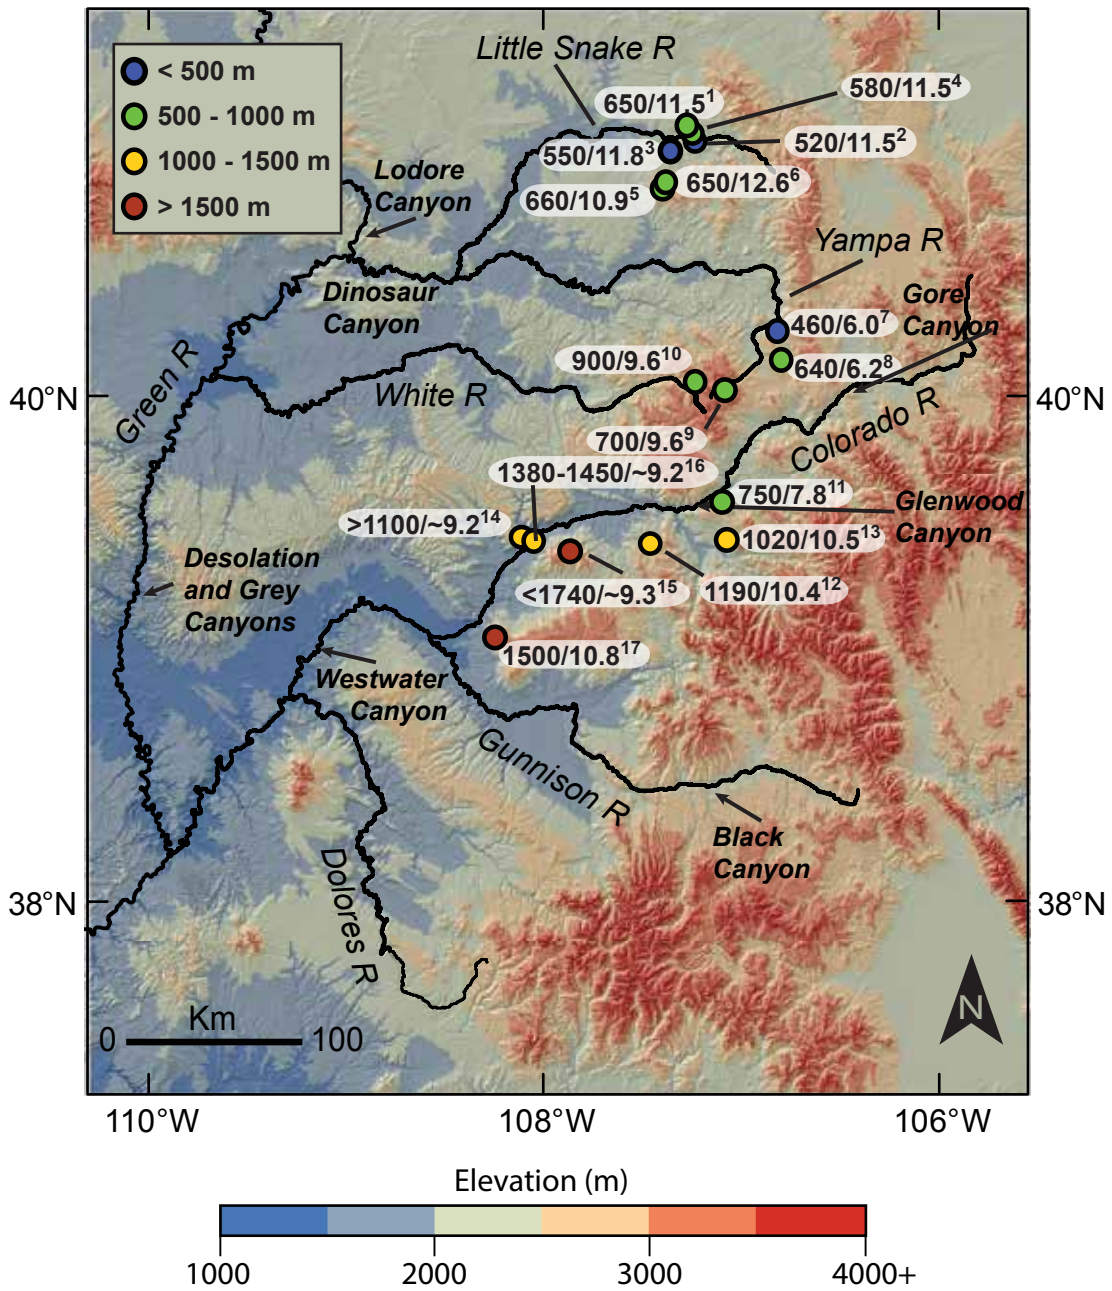 < 500 m
500 - 1000 m
1000 - 1500 m
> 1500 m
Little Snake R
650/11.5¹
580/11.5⁴
520/11.5²
550/11.8³
650/12.6⁶
660/10.9⁵
Lodore
Canyon
Yampa R
Dinosaur
Canyon
Gore
Canyon
460/6.0⁷
640/6.2⁸
900/9.6¹⁰
700/9.6⁹
Green R
White R
Colorado R
40°N
40°N
1380-1450/~9.2¹⁶
750/7.8¹¹
Glenwood
Canyon
>1100/~9.2¹⁴
1020/10.5¹³
<1740/~9.3¹⁵
1190/10.4¹²
Desolation
and Grey
Canyons
1500/10.8¹⁷
Westwater
Canyon
Gunnison R
Black
Canyon
Dolores R
38°N
38°N
N
Km
0
100
110°W
108°W
106°W
Elevation (m)
1000
2000
3000
4000+